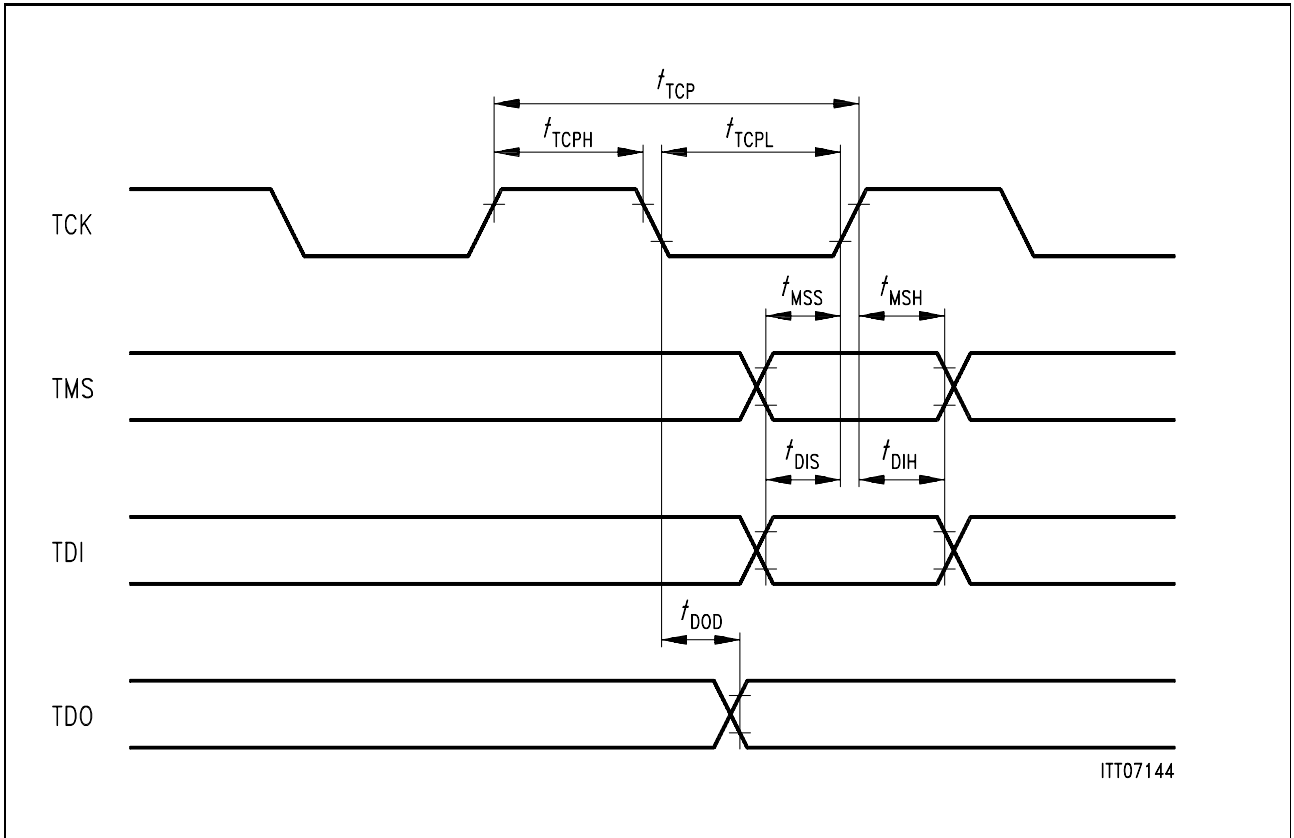 tTCP
tTCPH tTCPL
TCK
tMSS tMSH
TMS
tDIS tDIH
TDI
tDOD
TDO
ITT07144